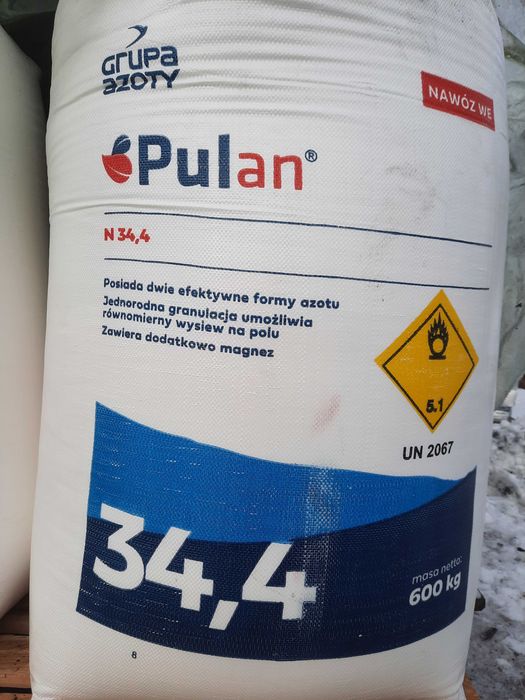 GRUPA
AZOTY
NAWÓZ WE
Pulan®
N 34,4
Posiada dwie efektywne formy azotu
Jednorodna granulacja umożliwia
równomierny wysiew na polu
Zawiera dodatkowo magnez
5.1
UN 2067
34,4
masa netto:
600 kg
8